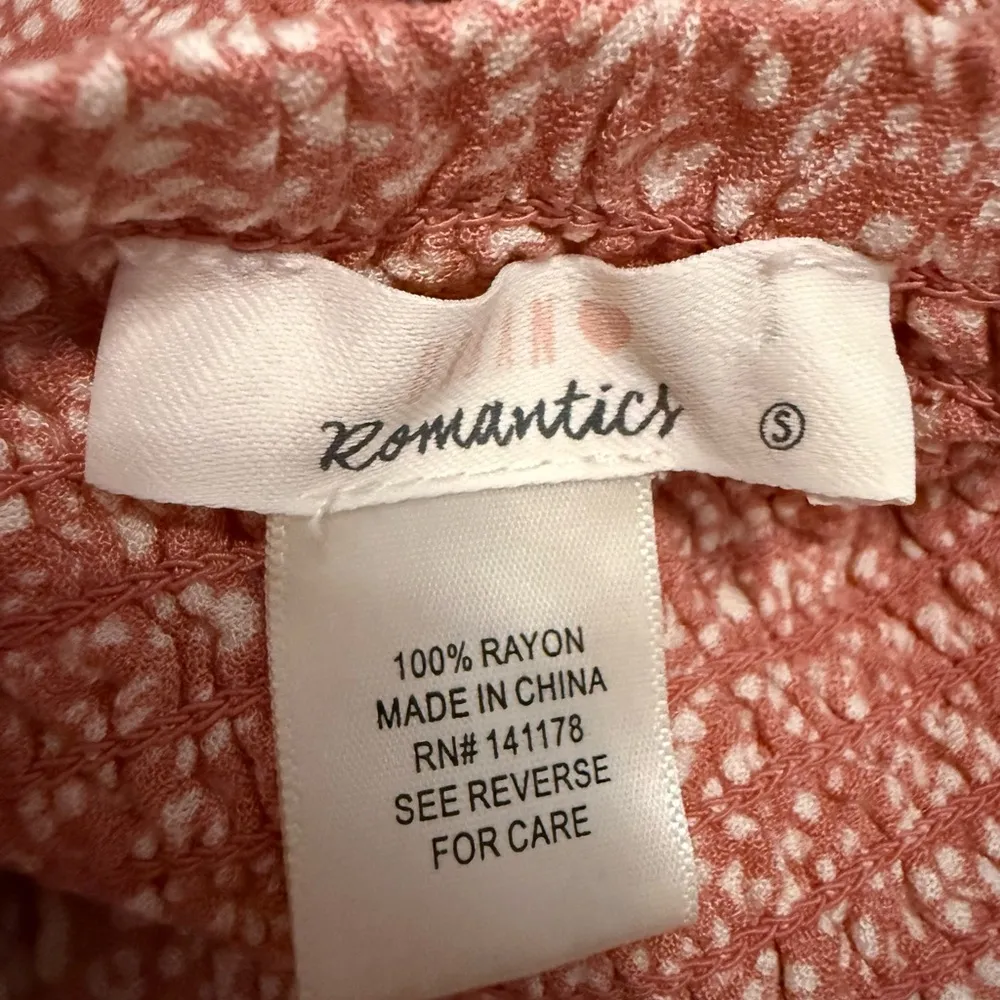 Romantics
S
100% RAYON
MADE IN CHINA
RN# 141178
SEE REVERSE
FOR CARE